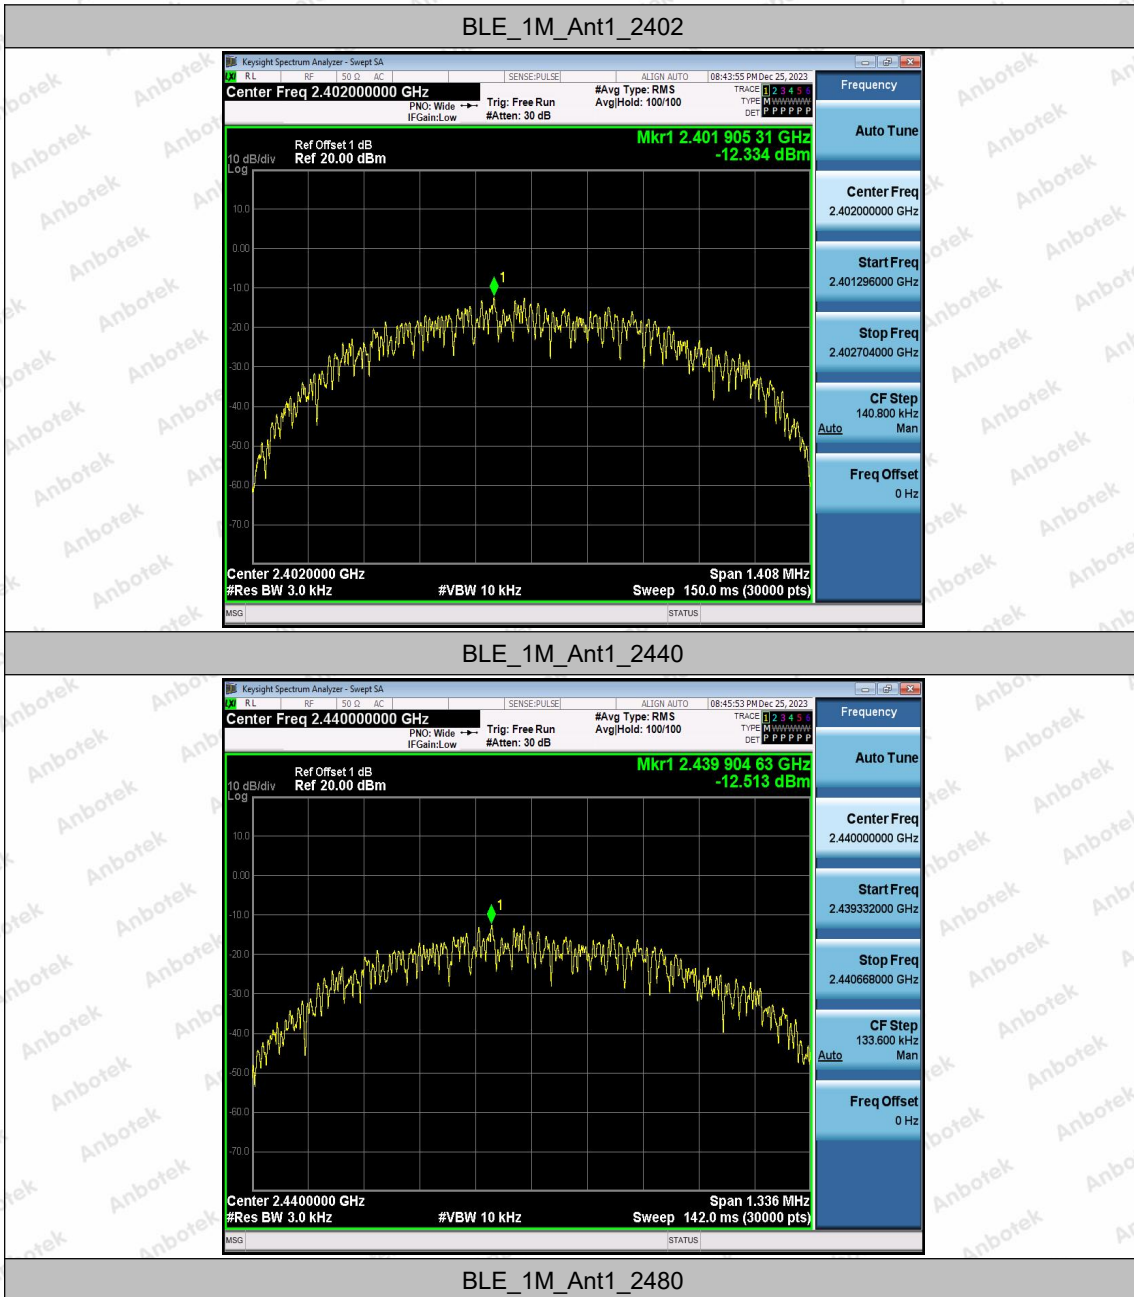 BLE_1M_Ant1_2402
Keysight Spectrum Analyzer - Swept SA
LXI RL RF 50 Ω AC SENSE:PULSE ALIGN AUTO 08:43:55 PM Dec 25, 2023
Center Freq 2.402000000 GHz
PNO: Wide
IFGain:Low
Trig: Free Run
#Atten: 30 dB
#Avg Type: RMS
Avg|Hold: 100/100
TRACE 1 2 3 4 5 6
TYPE M W W W W W
DET P P P P P P
Frequency
Auto Tune
Center Freq
2.402000000 GHz
Start Freq
2.401296000 GHz
Stop Freq
2.402704000 GHz
CF Step
140.800 kHz
Auto Man
Freq Offset
0 Hz
Mkr1 2.401 905 31 GHz
-12.334 dBm
Ref Offset 1 dB
10 dB/div Ref 20.00 dBm
Log
10.0
0.00
-10.0
-20.0
-30.0
-40.0
-50.0
-60.0
-70.0
1
Center 2.4020000 GHz Span 1.408 MHz
#Res BW 3.0 kHz #VBW 10 kHz Sweep 150.0 ms (30000 pts)
MSG STATUS
BLE_1M_Ant1_2440
Keysight Spectrum Analyzer - Swept SA
LXI RL RF 50 Ω AC SENSE:PULSE ALIGN AUTO 08:45:53 PM Dec 25, 2023
Center Freq 2.440000000 GHz
PNO: Wide
IFGain:Low
Trig: Free Run
#Atten: 30 dB
#Avg Type: RMS
Avg|Hold: 100/100
TRACE 1 2 3 4 5 6
TYPE M W W W W W
DET P P P P P P
Frequency
Auto Tune
Center Freq
2.440000000 GHz
Start Freq
2.439332000 GHz
Stop Freq
2.440668000 GHz
CF Step
133.600 kHz
Auto Man
Freq Offset
0 Hz
Mkr1 2.439 904 63 GHz
-12.513 dBm
Ref Offset 1 dB
10 dB/div Ref 20.00 dBm
Log
10.0
0.00
-10.0
-20.0
-30.0
-40.0
-50.0
-60.0
-70.0
1
Center 2.4400000 GHz Span 1.336 MHz
#Res BW 3.0 kHz #VBW 10 kHz Sweep 142.0 ms (30000 pts)
MSG STATUS
BLE_1M_Ant1_2480
Anbotek